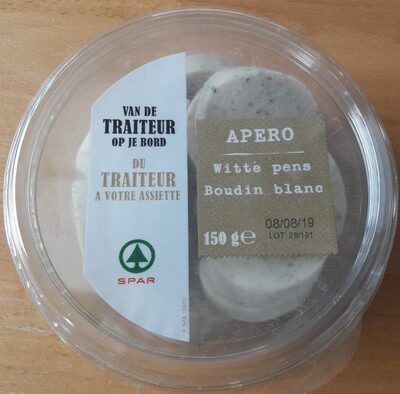 VAN DE
TRAITEUR
OP JE BORD
DU
TRAITEUR
A VOTRE ASSIETTE
SPAR
APERO
Witte pens
Boudin blanc
08/08/19
LOT: 28/191
150 g℮